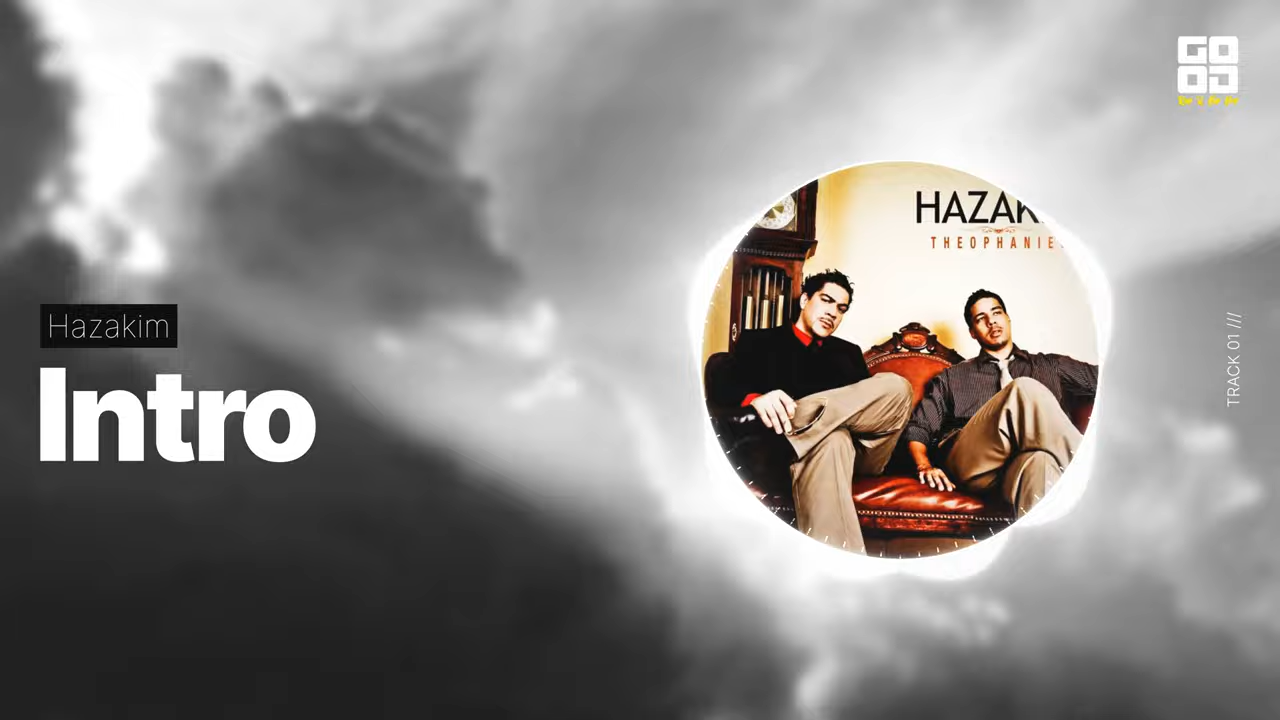 Hazakim
Intro
HAZAK
THEOPHANIE
TRACK 01 ///
GO
OD